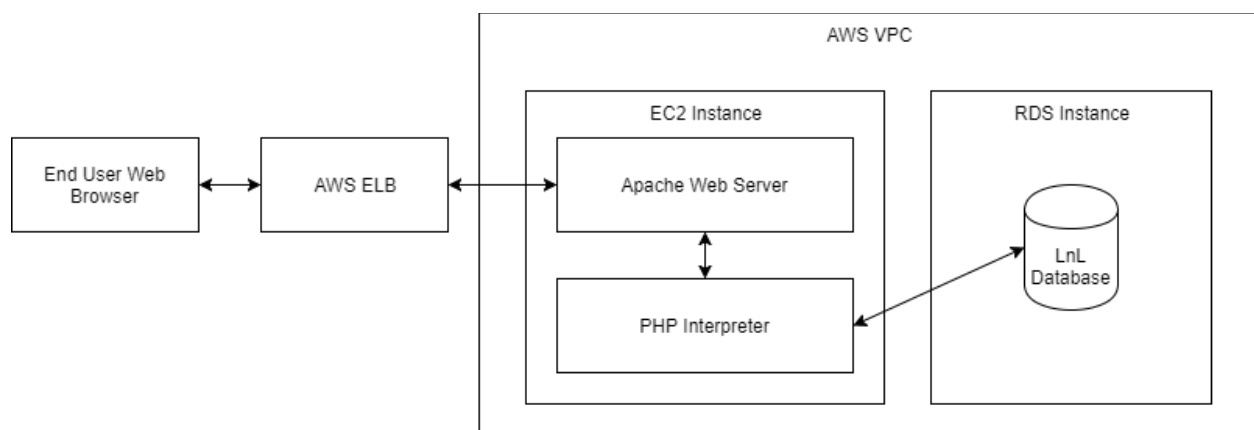 AWS VPC
EC2 Instance
RDS Instance
End User Web
Browser
AWS ELB
Apache Web Server
LnL
Database
PHP Interpreter